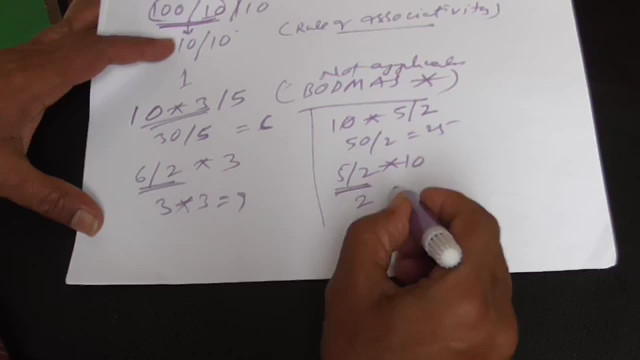 100/10/10
(Rule of associativity)
10/10
1
Not applicable
(BODMAS *)
10 * 3/5
30/5 = 6
6/2 * 3
3*3=9
10 * 5/2
50/2 = 25
5/2 *10
2